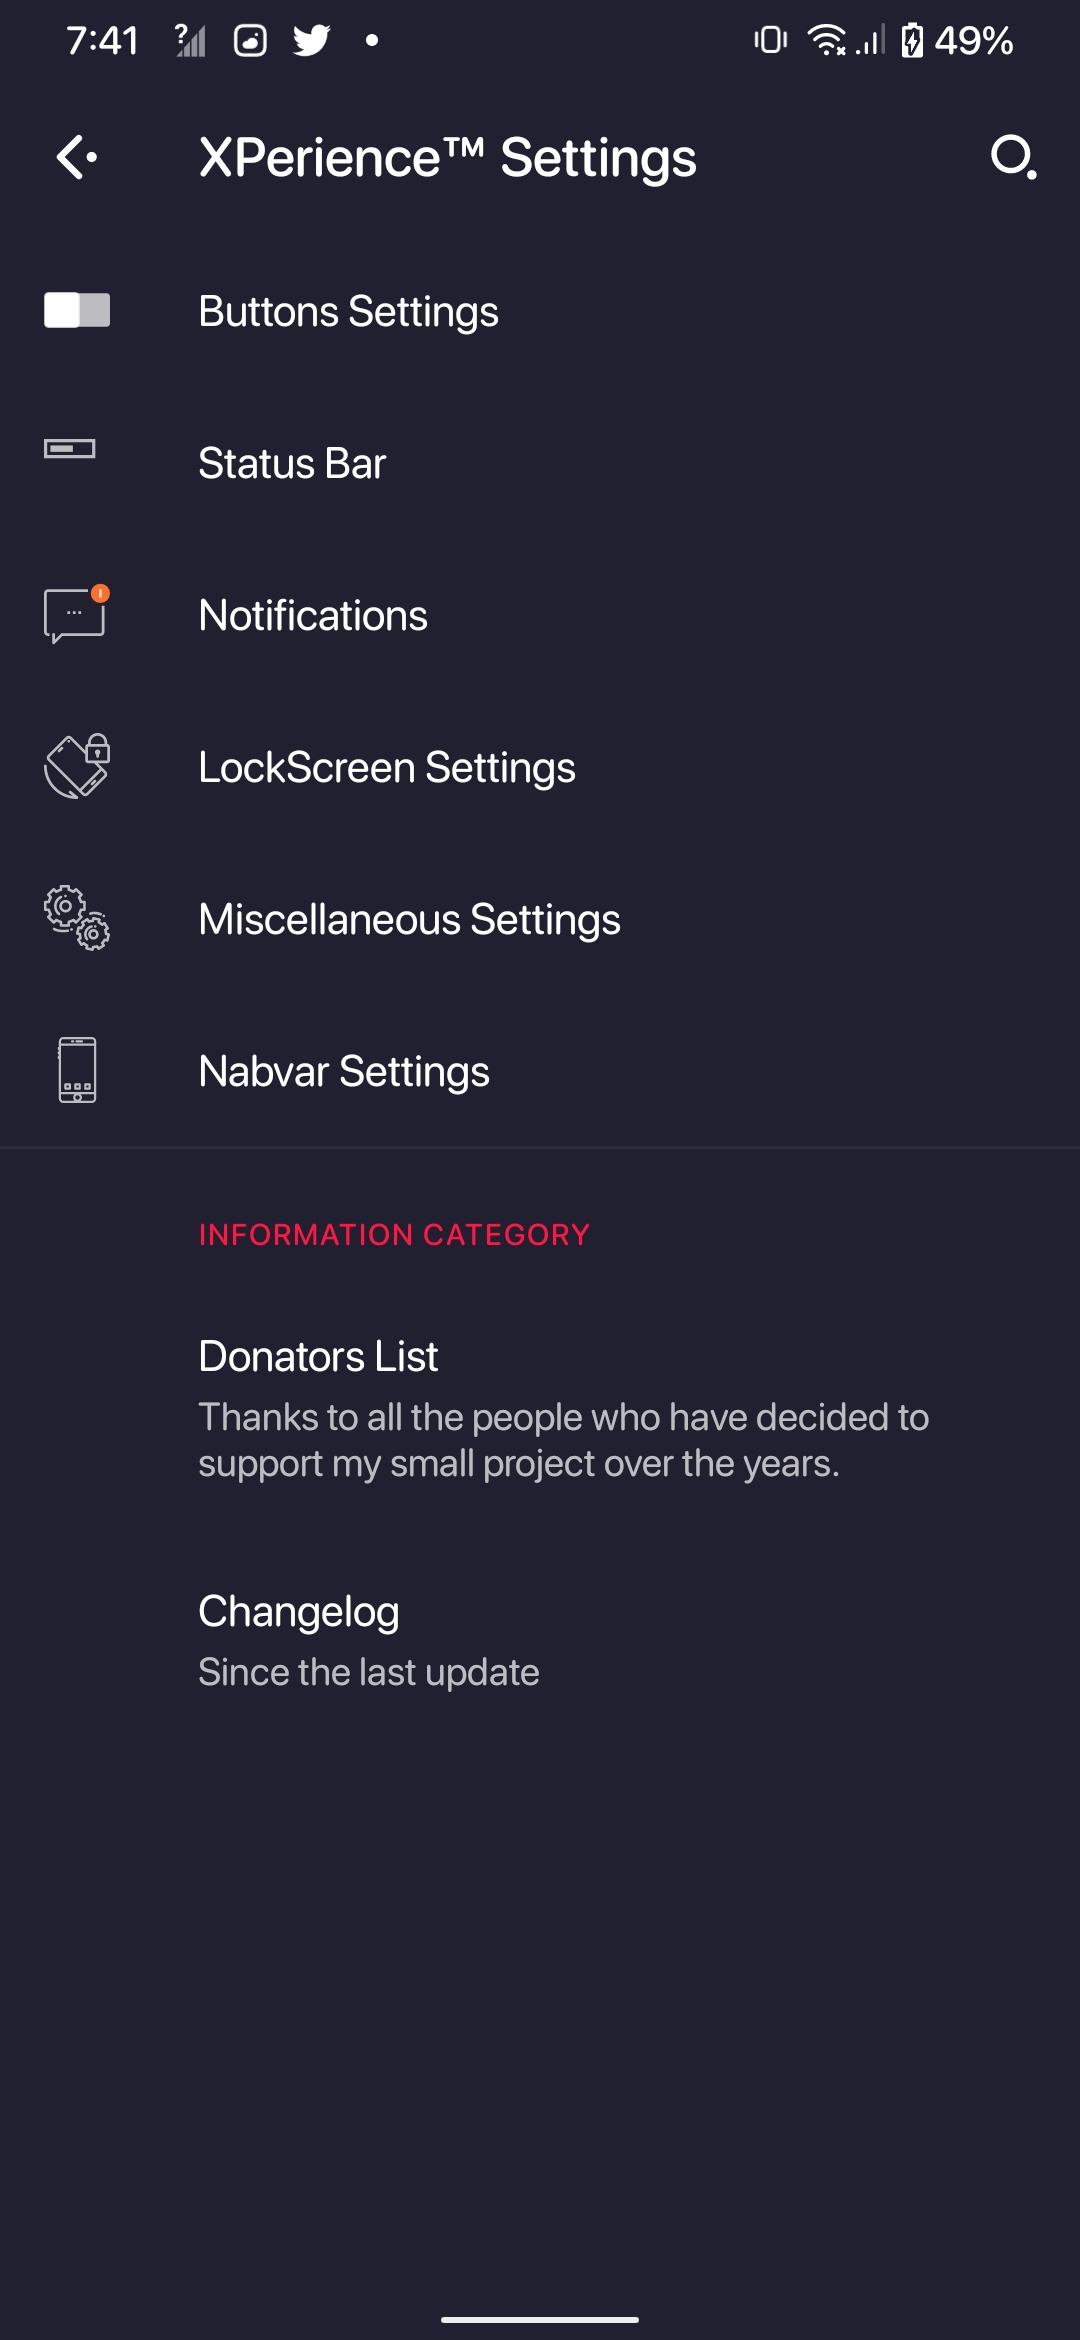 7:41 ? 49%
XPerience™ Settings
Buttons Settings
Status Bar
Notifications
LockScreen Settings
Miscellaneous Settings
Nabvar Settings
INFORMATION CATEGORY
Donators List
Thanks to all the people who have decided to
support my small project over the years.
Changelog
Since the last update